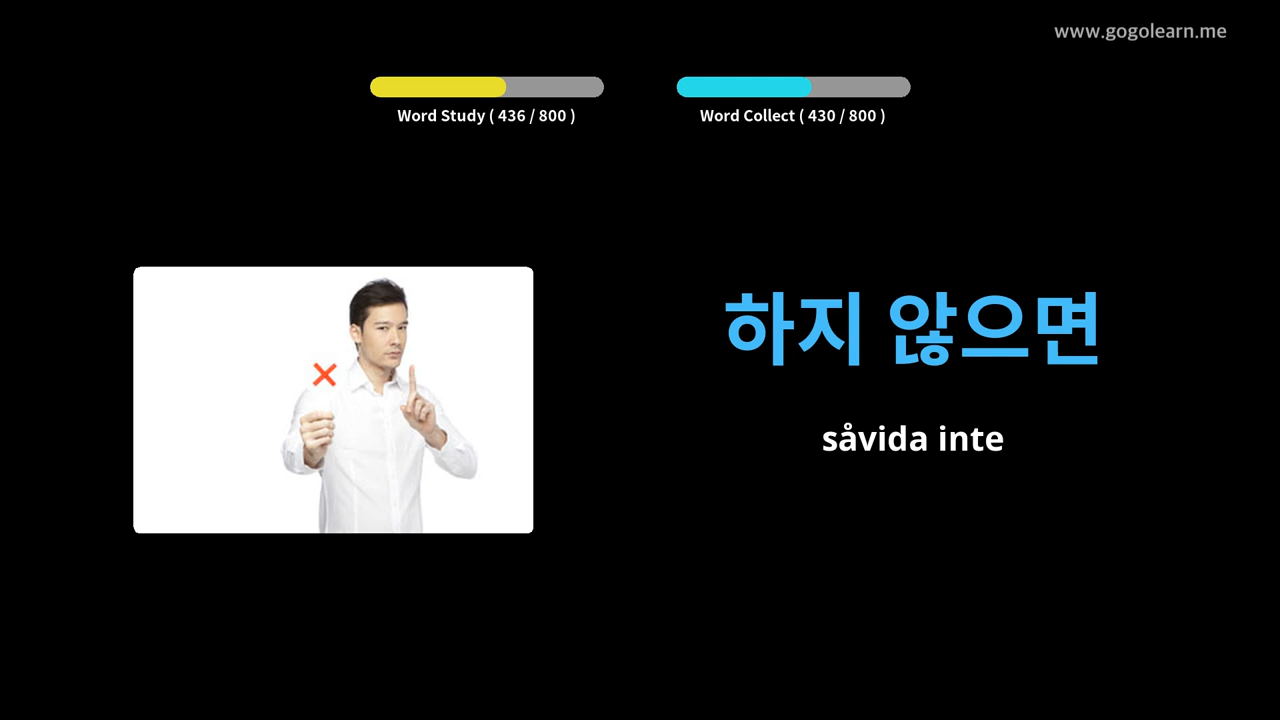 www.gogolearn.me
Word Study ( 436 / 800 )
Word Collect ( 430 / 800 )
하지 않으면
såvida inte